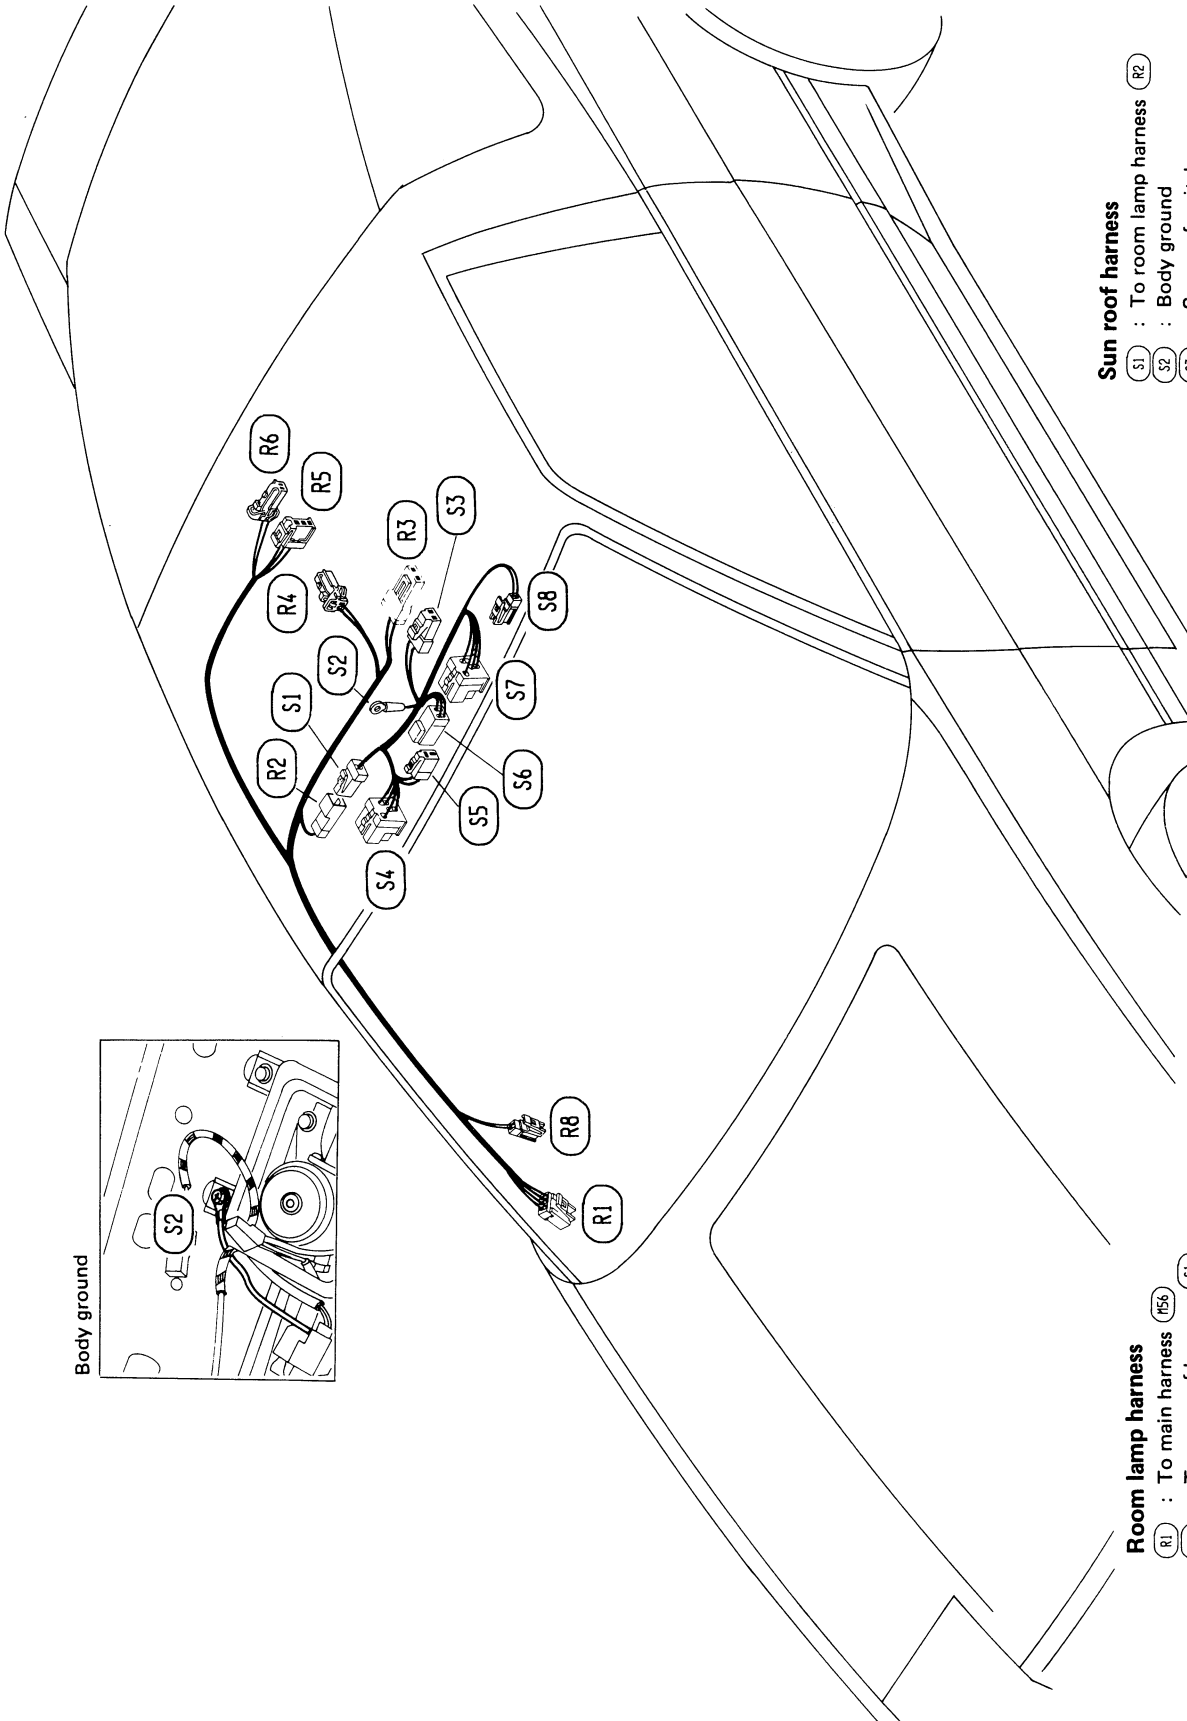 Body ground
S2
R6
R5
R4
R3
S3
S2
S1
R2
S8
S7
S6
S5
S4
R8
R1
Room lamp harness
R1 : To main harness M56
Sun roof harness
S1 : To room lamp harness R2
S2 : Body ground